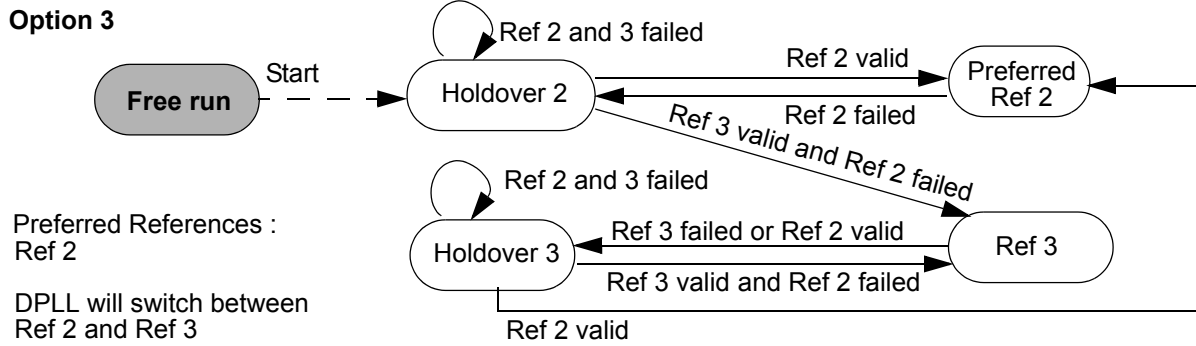 Option 3
Ref 2 and 3 failed
Start
Free run
Holdover 2
Ref 2 valid
Ref 2 failed
Preferred
Ref 2
Ref 3 valid and Ref 2 failed
Ref 2 and 3 failed
Holdover 3
Ref 3 failed or Ref 2 valid
Ref 3 valid and Ref 2 failed
Ref 3
Ref 2 valid
Preferred References :
Ref 2
DPLL will switch between
Ref 2 and Ref 3